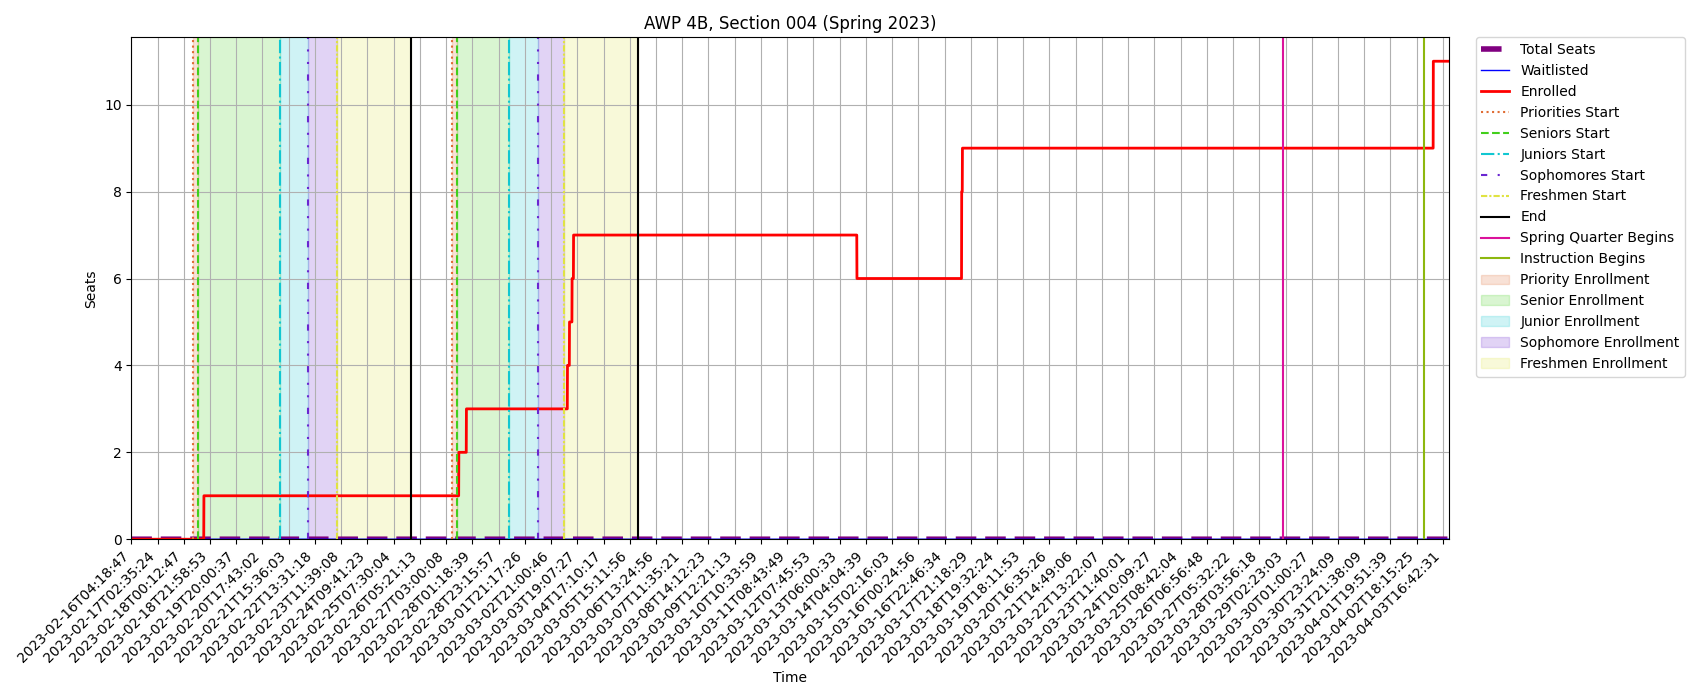 AWP 4B, Section 004 (Spring 2023)
Seats
10
8
6
4
2
0
2023-02-16T04:18:47
2023-02-17T02:35:24
2023-02-18T00:12:47
2023-02-18T21:58:53
2023-02-19T20:00:37
2023-02-20T17:43:02
2023-02-21T15:36:03
2023-02-22T13:31:18
2023-02-23T11:39:08
2023-02-24T09:41:23
2023-02-25T07:30:04
2023-02-26T05:21:13
2023-02-27T03:00:08
2023-02-28T01:18:39
2023-02-28T23:15:57
2023-03-01T21:17:26
2023-03-02T21:00:46
2023-03-03T19:07:27
2023-03-04T17:10:17
2023-03-05T15:11:56
2023-03-06T13:24:56
2023-03-07T11:35:21
2023-03-08T14:12:23
2023-03-09T12:21:13
2023-03-10T10:33:59
2023-03-11T08:43:49
2023-03-12T07:45:53
2023-03-13T06:00:33
2023-03-14T04:04:39
2023-03-15T02:16:03
2023-03-16T00:24:56
2023-03-16T22:46:34
2023-03-17T21:18:29
2023-03-18T19:32:24
2023-03-19T18:11:53
2023-03-20T16:35:26
2023-03-21T14:49:06
2023-03-22T13:22:07
2023-03-23T11:40:01
2023-03-24T10:09:27
2023-03-25T08:42:04
2023-03-26T06:56:48
2023-03-27T05:32:22
2023-03-28T03:56:18
2023-03-29T02:23:03
2023-03-30T01:00:27
2023-03-30T23:24:09
2023-03-31T21:38:09
2023-04-01T19:51:39
2023-04-02T18:15:25
2023-04-03T16:42:31
Time
Total Seats
Waitlisted
Enrolled
Priorities Start
Seniors Start
Juniors Start
Sophomores Start
Freshmen Start
End
Spring Quarter Begins
Instruction Begins
Priority Enrollment
Senior Enrollment
Junior Enrollment
Sophomore Enrollment
Freshmen Enrollment